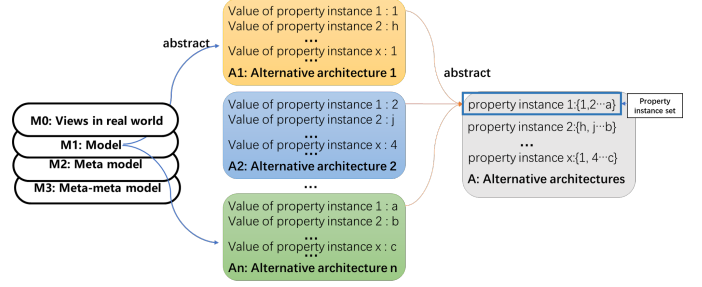 M0: Views in real world
M1: Model
M2: Meta model
M3: Meta-meta model
abstract
Value of property instance 1 : 1
Value of property instance 2 : h
...
Value of property instance x : 1
...
A1: Alternative architecture 1
Value of property instance 1 : 2
Value of property instance 2 : j
...
Value of property instance x : 4
...
A2: Alternative architecture 2
...
Value of property instance 1 : a
Value of property instance 2 : b
...
Value of property instance x : c
...
An: Alternative architecture n
abstract
property instance 1:{1,2···a}
property instance 2:{h, j···b}
...
property instance x:{1, 4···c}
A: Alternative architectures
Property
instance set